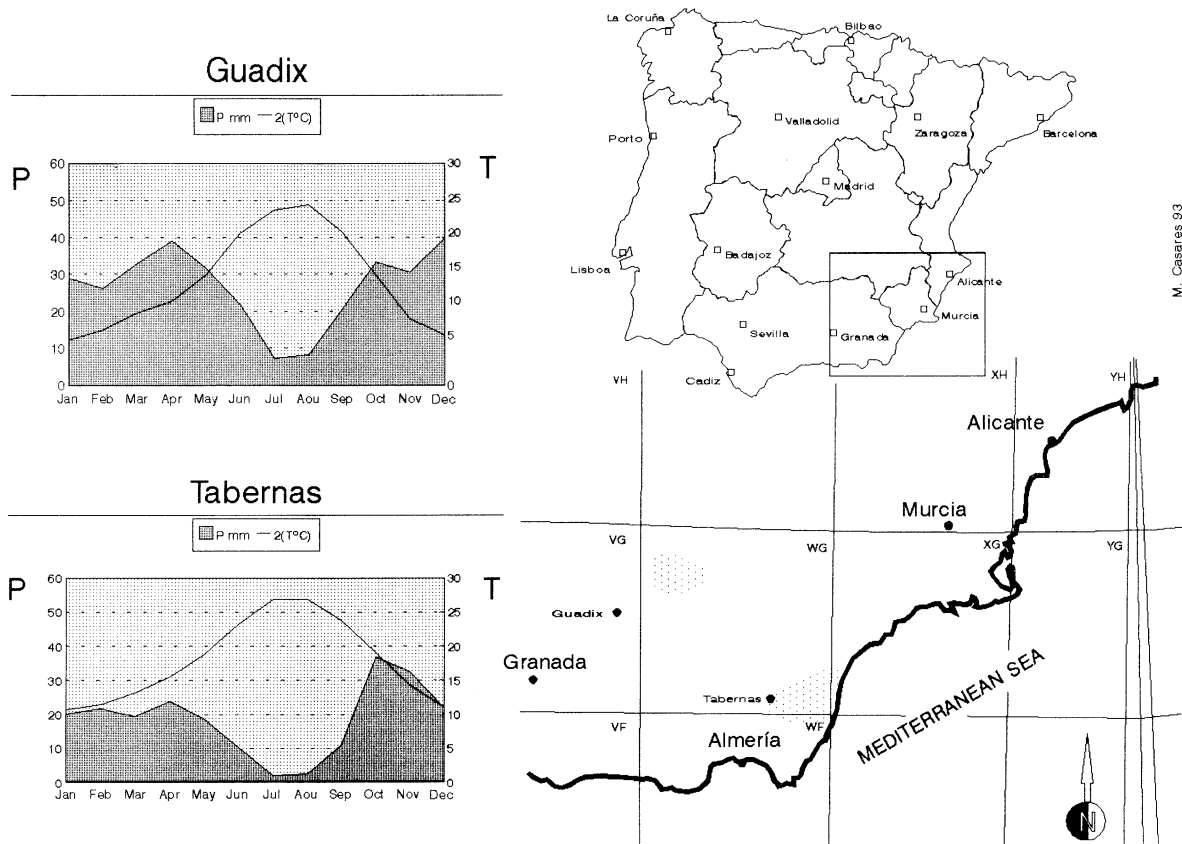 Guadix
P mm 2(T°C)
P
T
60
50
40
30
20
10
0
30
25
20
15
10
5
0
Jan Feb Mar Apr May Jun Jul Aou Sep Oct Nov Dec
Tabernas
P mm 2(T°C)
P
T
60
50
40
30
20
10
0
30
25
20
15
10
5
0
Jan Feb Mar Apr May Jun Jul Aou Sep Oct Nov Dec
La Coruña
Bilbao
Valladolid
Zaragoza
Barcelona
Porto
Madrid
Badajoz
Lisboa
Alicante
Murcia
Sevilla
Granada
Cadiz
M. Casares 93
VH
XH
YH
Alicante
Murcia
VG
WG
XG
YG
Guadix
Granada
Tabernas
MEDITERRANEAN SEA
VF
WF
Almería
N